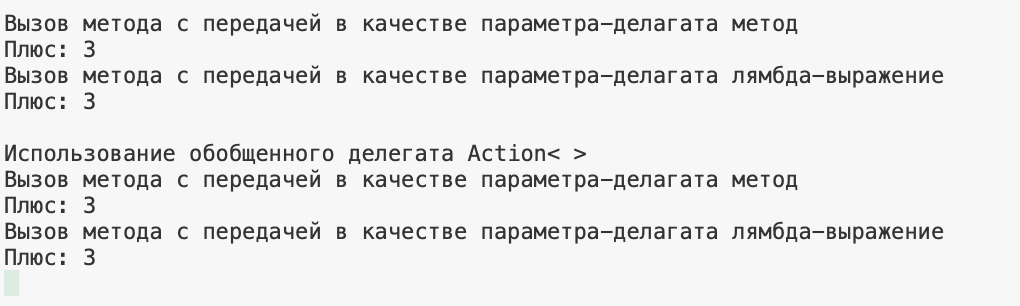 Вызов метода с передачей в качестве параметра-делагата метод
Плюс: 3
Вызов метода с передачей в качестве параметра-делагата лямбда-выражение
Плюс: 3
Использование обобщенного делегата Action< >
Вызов метода с передачей в качестве параметра-делагата метод
Плюс: 3
Вызов метода с передачей в качестве параметра-делагата лямбда-выражение
Плюс: 3